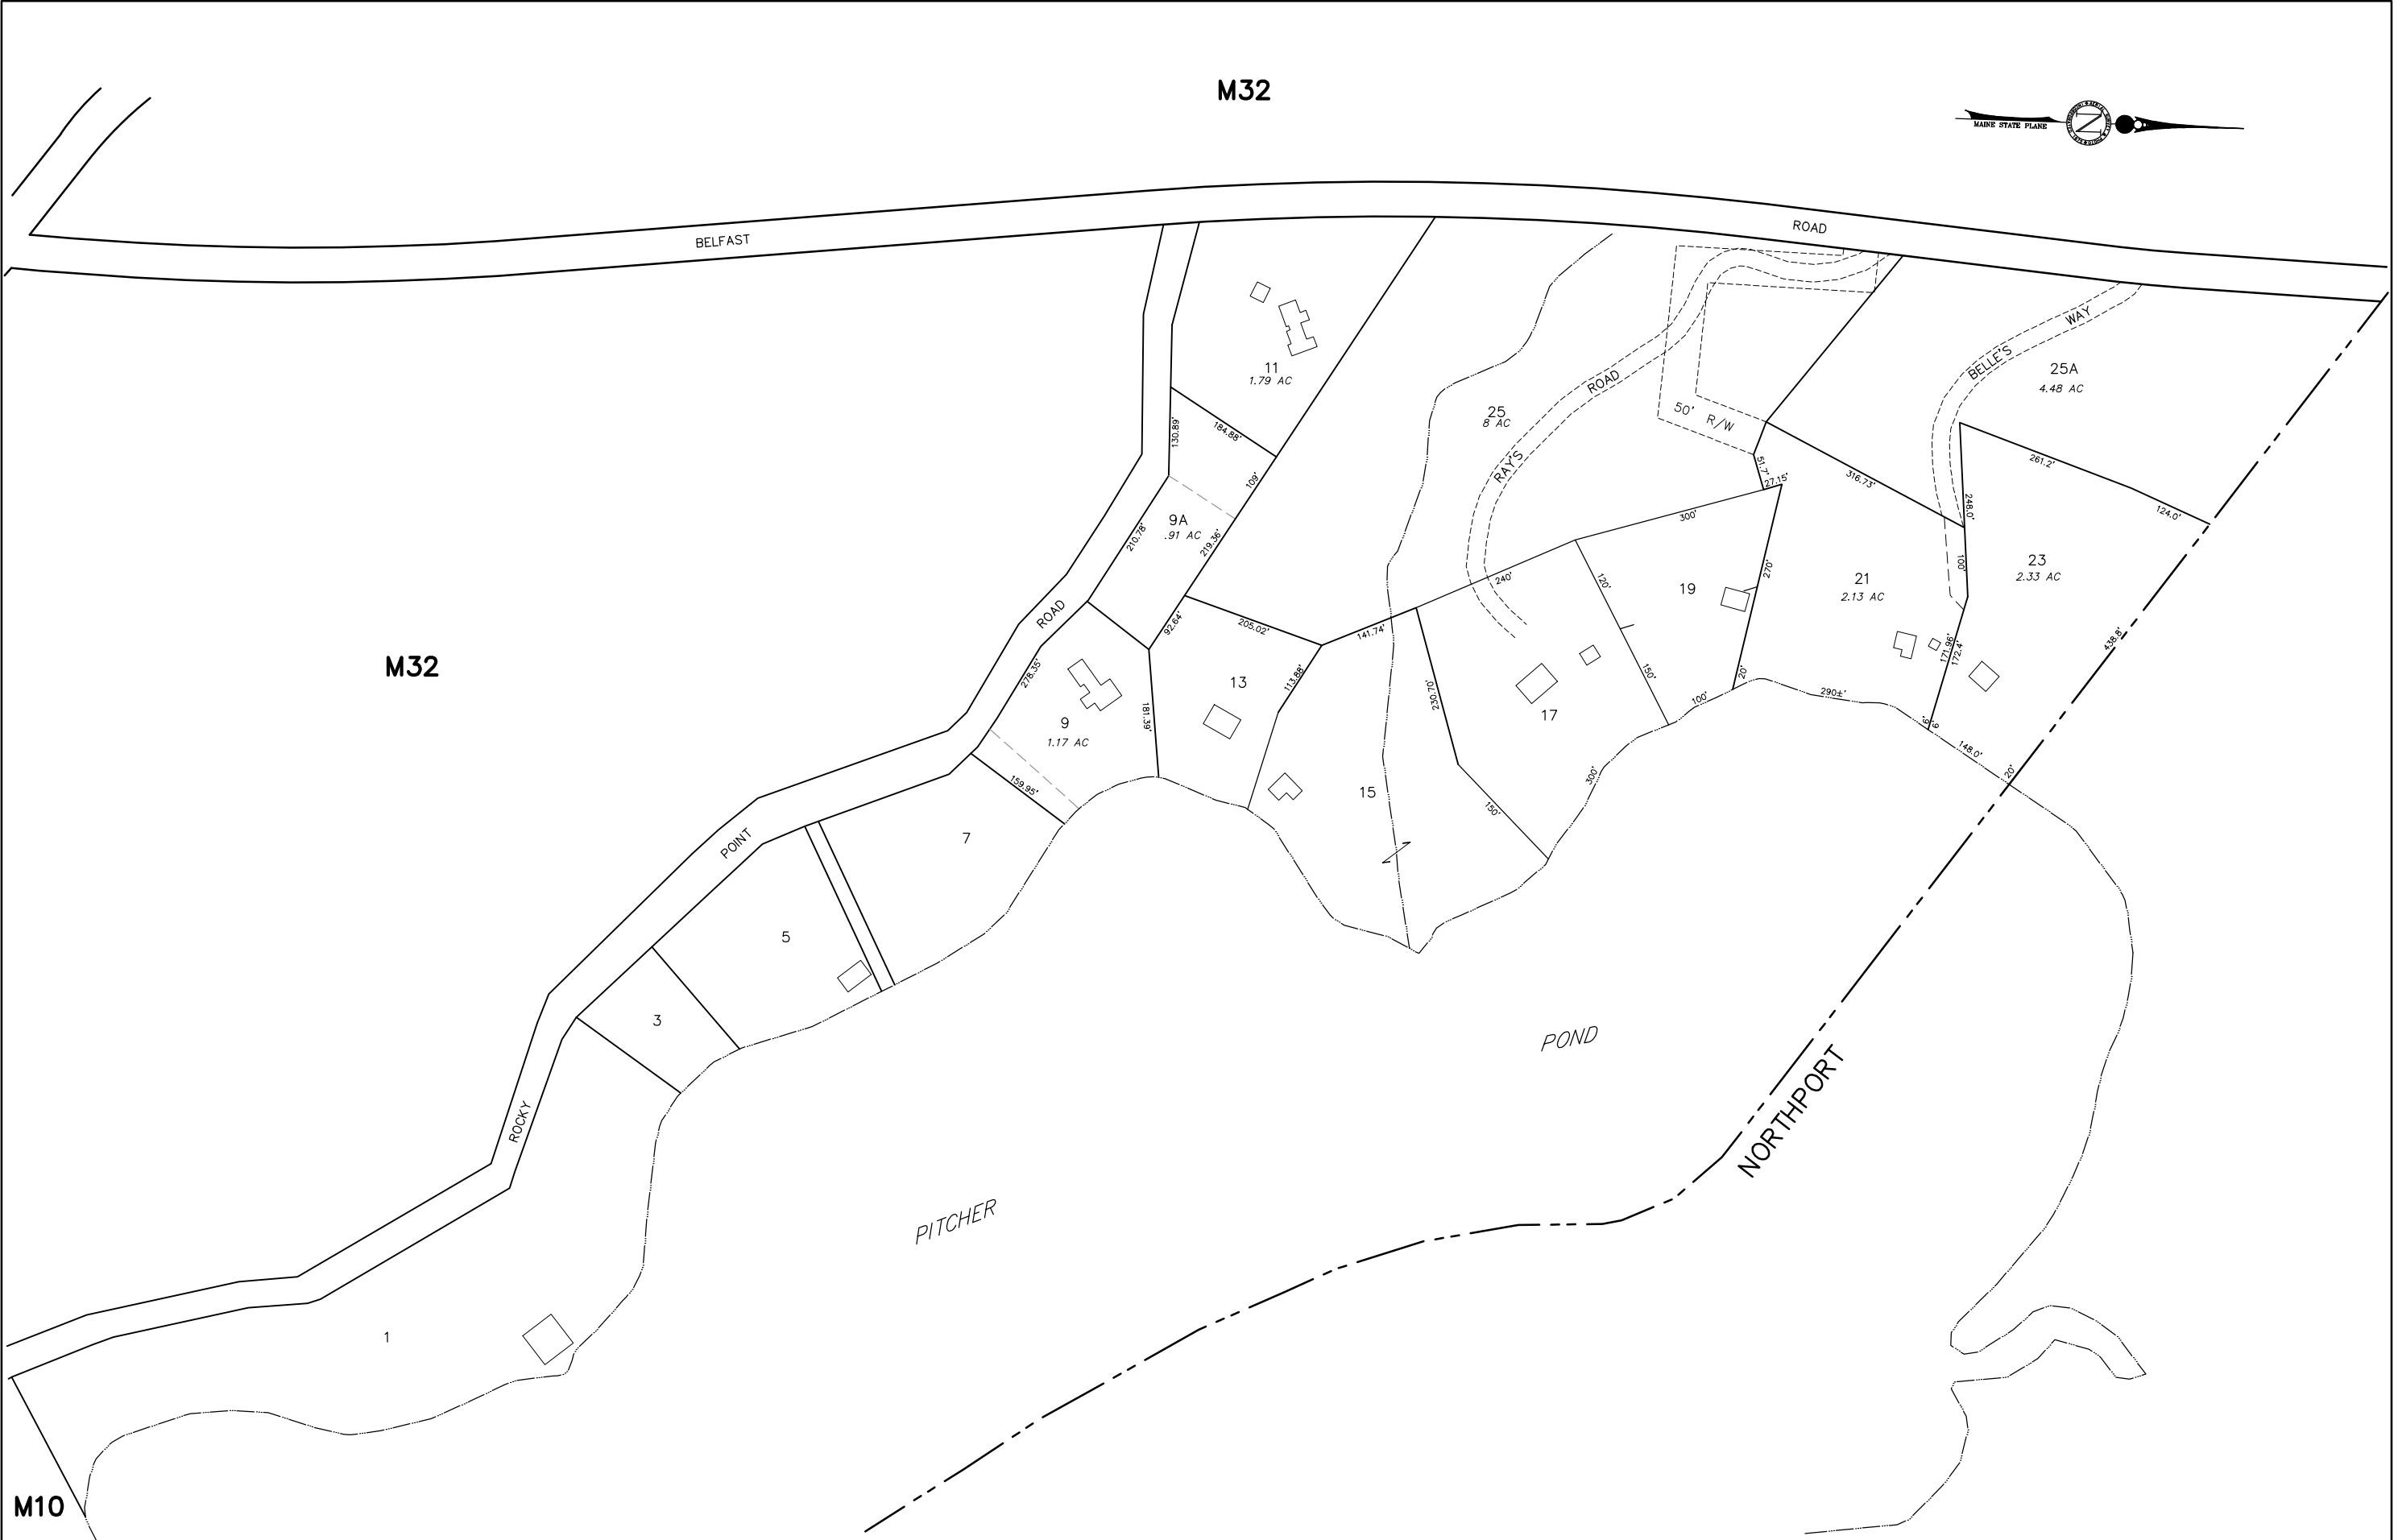 M32
MAINE STATE PLANE
N
BELFAST
ROAD
WAY
BELLE'S
25A
4.48 AC
11
1.79 AC
ROAD
25
8 AC
50' R/W
130.89'
184.88'
RAY'S
109'
51.7'
27.15'
316.73'
261.2'
248.0'
124.0'
9A
.91 AC
210.78'
219.36'
300'
100'
23
2.33 AC
240'
120'
270'
19
21
2.13 AC
ROAD
92.64'
205.02'
141.74'
438.8'
171.96'
172.4'
M32
278.35'
113.88'
13
150'
20'
230.70'
100'
290±'
9
1.17 AC
181.39'
17
148.0'
20'
159.95'
300'
15
150'
7
POINT
5
3
POND
NORTHPORT
ROCKY
PITCHER
1
M10